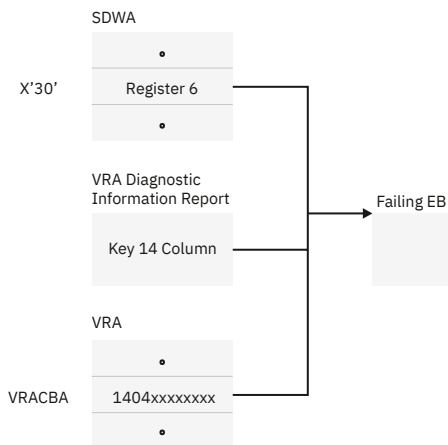 SDWA
X'30'
Register 6
VRA Diagnostic
Information Report
Failing EB
Key 14 Column
VRA
VRACBA
1404xxxxxxxx